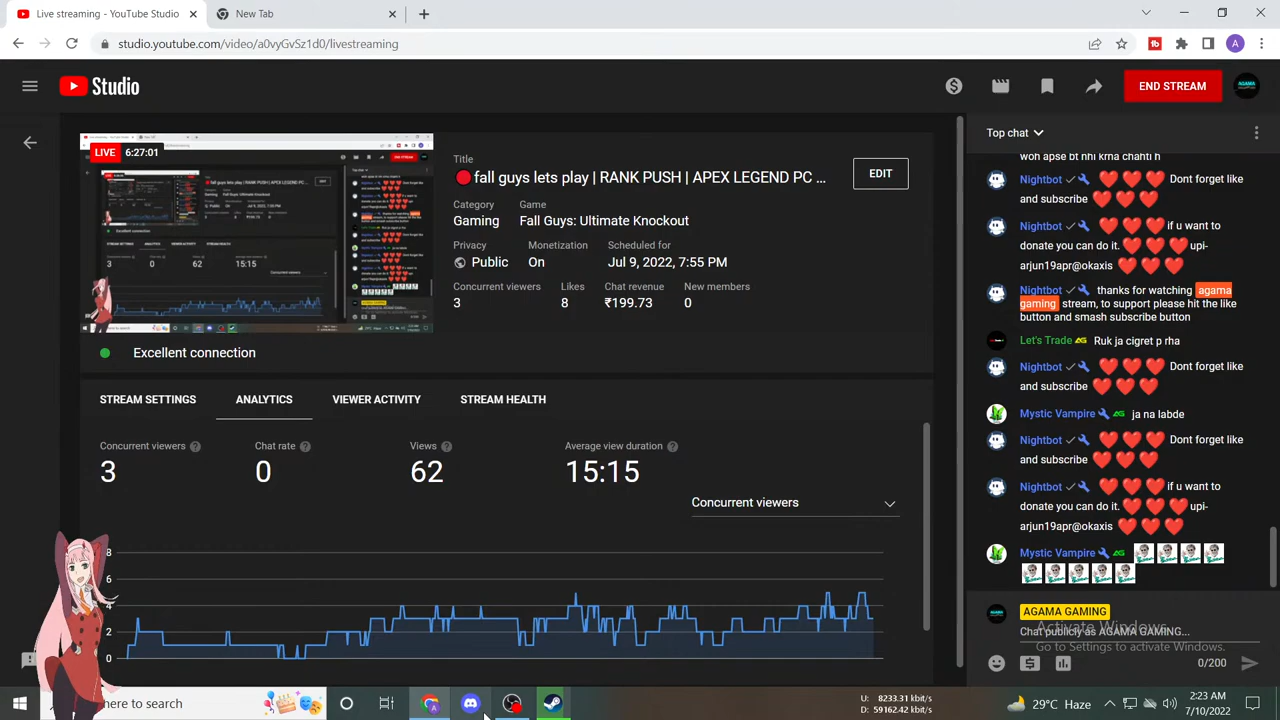 Live streaming - YouTube Studio
New Tab
studio.youtube.com/video/a0vyGvSz1d0/livestreaming
A
Studio
END STREAM
LIVE 6:27:01
Title
fall guys lets play | RANK PUSH | APEX LEGEND PC ...
EDIT
Category
Gaming
Game
Fall Guys: Ultimate Knockout
Privacy
Public
Monetization
On
Scheduled for
Jul 9, 2022, 7:55 PM
Concurrent viewers
3
Likes
8
Chat revenue
₹199.73
New members
0
Excellent connection
STREAM SETTINGS
ANALYTICS
VIEWER ACTIVITY
STREAM HEALTH
Concurrent viewers
3
Chat rate
0
Views
62
Average view duration
15:15
Concurrent viewers
8
6
4
2
0
Top chat
woh apse bt nhi krna chahti h
Nightbot ❤️ ❤️ ❤️ Dont forget like
and subscribe ❤️ ❤️ ❤️
Nightbot ❤️ ❤️ ❤️ if u want to
donate you can do it. ❤️ ❤️ ❤️ upi-
arjun19apr@okaxis ❤️ ❤️ ❤️
Nightbot thanks for watching agama
gaming to support please hit the like
button and smash subscribe button
Let's Trade AG Ruk ja cigret p rha
Nightbot ❤️ ❤️ ❤️ Dont forget like
and subscribe ❤️ ❤️ ❤️
Mystic Vampire AG ja na labde
Nightbot ❤️ ❤️ ❤️ Dont forget like
and subscribe ❤️ ❤️ ❤️
Nightbot ❤️ ❤️ ❤️ if u want to
donate you can do it. ❤️ ❤️ ❤️ upi-
arjun19apr@okaxis ❤️ ❤️ ❤️
Mystic Vampire AG
AGAMA GAMING
Chat publicly as AGAMA GAMING...
0/200
Activate Windows
Go to Settings to activate Windows.
here to search
U: 8233.31 kbit/s
D: 59162.42 kbit/s
29°C Haze
2:23 AM
7/10/2022